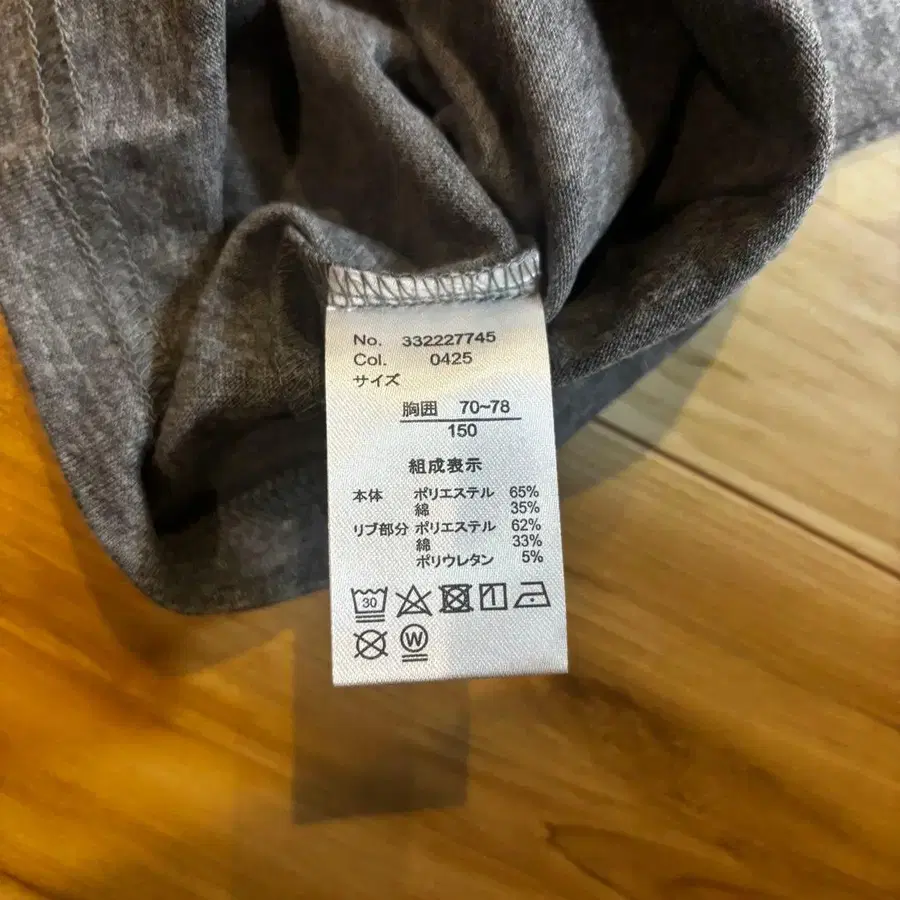 No. 332227745
Col. 0425
サイズ
胸囲 70~78
150
組成表示
本体 ポリエステル 65%
綿 35%
リブ部分 ポリエステル 62%
綿 33%
ポリウレタン 5%
30
W